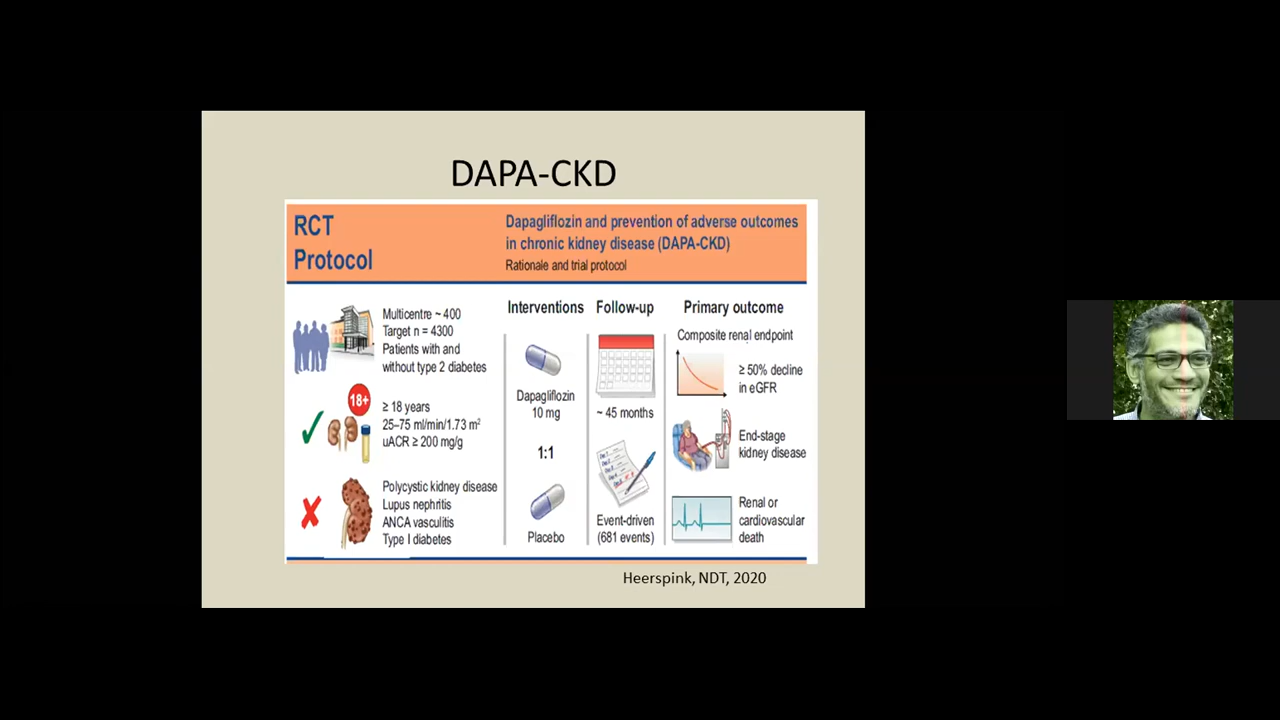 DAPA-CKD
RCT
Protocol
Dapagliflozin and prevention of adverse outcomes
in chronic kidney disease (DAPA-CKD)
Rationale and trial protocol
Multicentre ~ 400
Target n = 4300
Patients with and
without type 2 diabetes
18+
≥ 18 years
25–75 ml/min/1.73 m²
uACR ≥ 200 mg/g
Polycystic kidney disease
Lupus nephritis
ANCA vasculitis
Type I diabetes
Interventions
Dapagliflozin
10 mg
1:1
Placebo
Follow-up
~ 45 months
Event-driven
(681 events)
Primary outcome
Composite renal endpoint
≥ 50% decline
in eGFR
End-stage
kidney disease
Renal or
cardiovascular
death
Heerspink, NDT, 2020